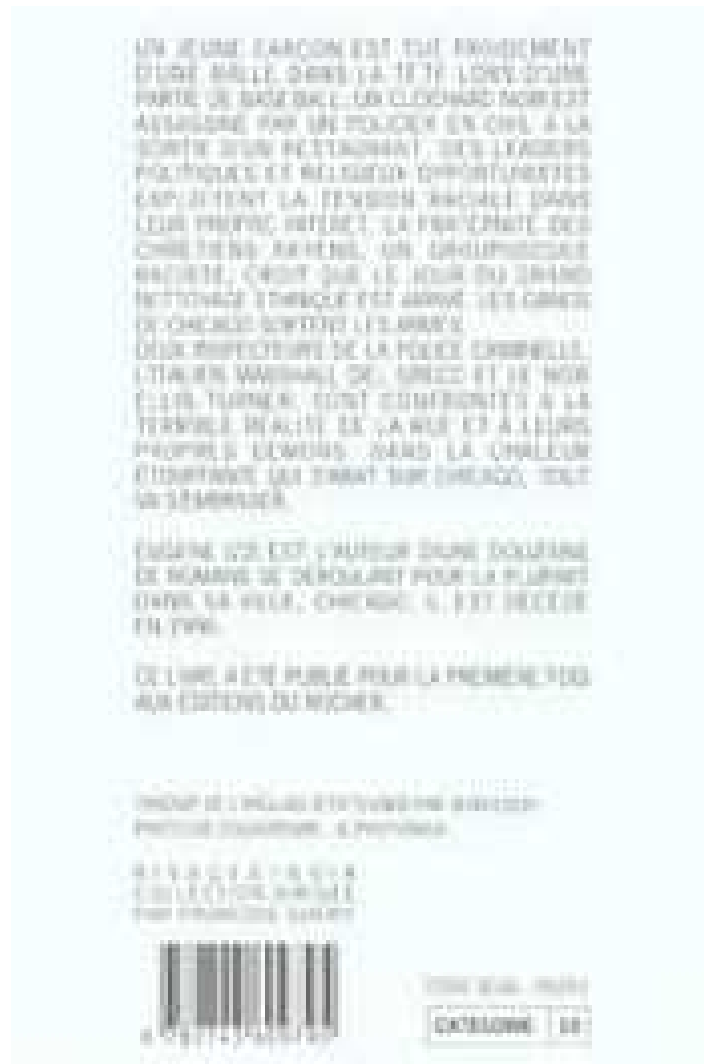 UN JEUNE GARÇON EST TUÉ FROIDEMENT
D'UNE BALLE DANS LA TÊTE LORS D'UNE
PARTIE DE BASEBALL. UN CLOCHARD NOIR EST
ASSASSINÉ PAR UN POLICIER EN CIVIL À LA
SORTIE D'UN RESTAURANT. DES LEADERS
POLITIQUES ET RELIGIEUX OPPORTUNISTES
EXPLOITENT LA TENSION RACIALE DANS
LEUR PROPRE INTÉRÊT. LA FRATERNITÉ DES
CHRÉTIENS ARYENS, UN GROUPUSCULE
RACISTE, CROIT QUE LE JOUR DU GRAND
NETTOYAGE ETHNIQUE EST ARRIVÉ. LES GANGS
DE CHICAGO SORTENT LES ARMES.
DEUX INSPECTEURS DE LA POLICE CRIMINELLE,
L'ITALIEN MARSHALL DEL GRECO ET LE NOIR
ELLIS TURNER, SONT CONFRONTÉS À LA
TERRIBLE RÉALITÉ DE LA RUE ET À LEURS
PROPRES DÉMONS. DANS LA CHALEUR
ÉTOUFFANTE QUI S'ABAT SUR CHICAGO, TOUT
VA S'EMBRASER.
EUGENE IZZI EST L'AUTEUR D'UNE DOUZAINE
DE ROMANS SE DÉROULANT POUR LA PLUPART
DANS SA VILLE, CHICAGO. IL EST DÉCÉDÉ
EN 1996.
CE LIVRE A ÉTÉ PUBLIÉ POUR LA PREMIÈRE FOIS
AUX ÉDITIONS DU ROCHER.
TRADUIT DE L'ANGLAIS (ÉTATS-UNIS) PAR
RIVAGES/NOIR
COLLECTION DIRIGÉE
PAR FRANÇOIS GUÉRIF
CATÉGORIE